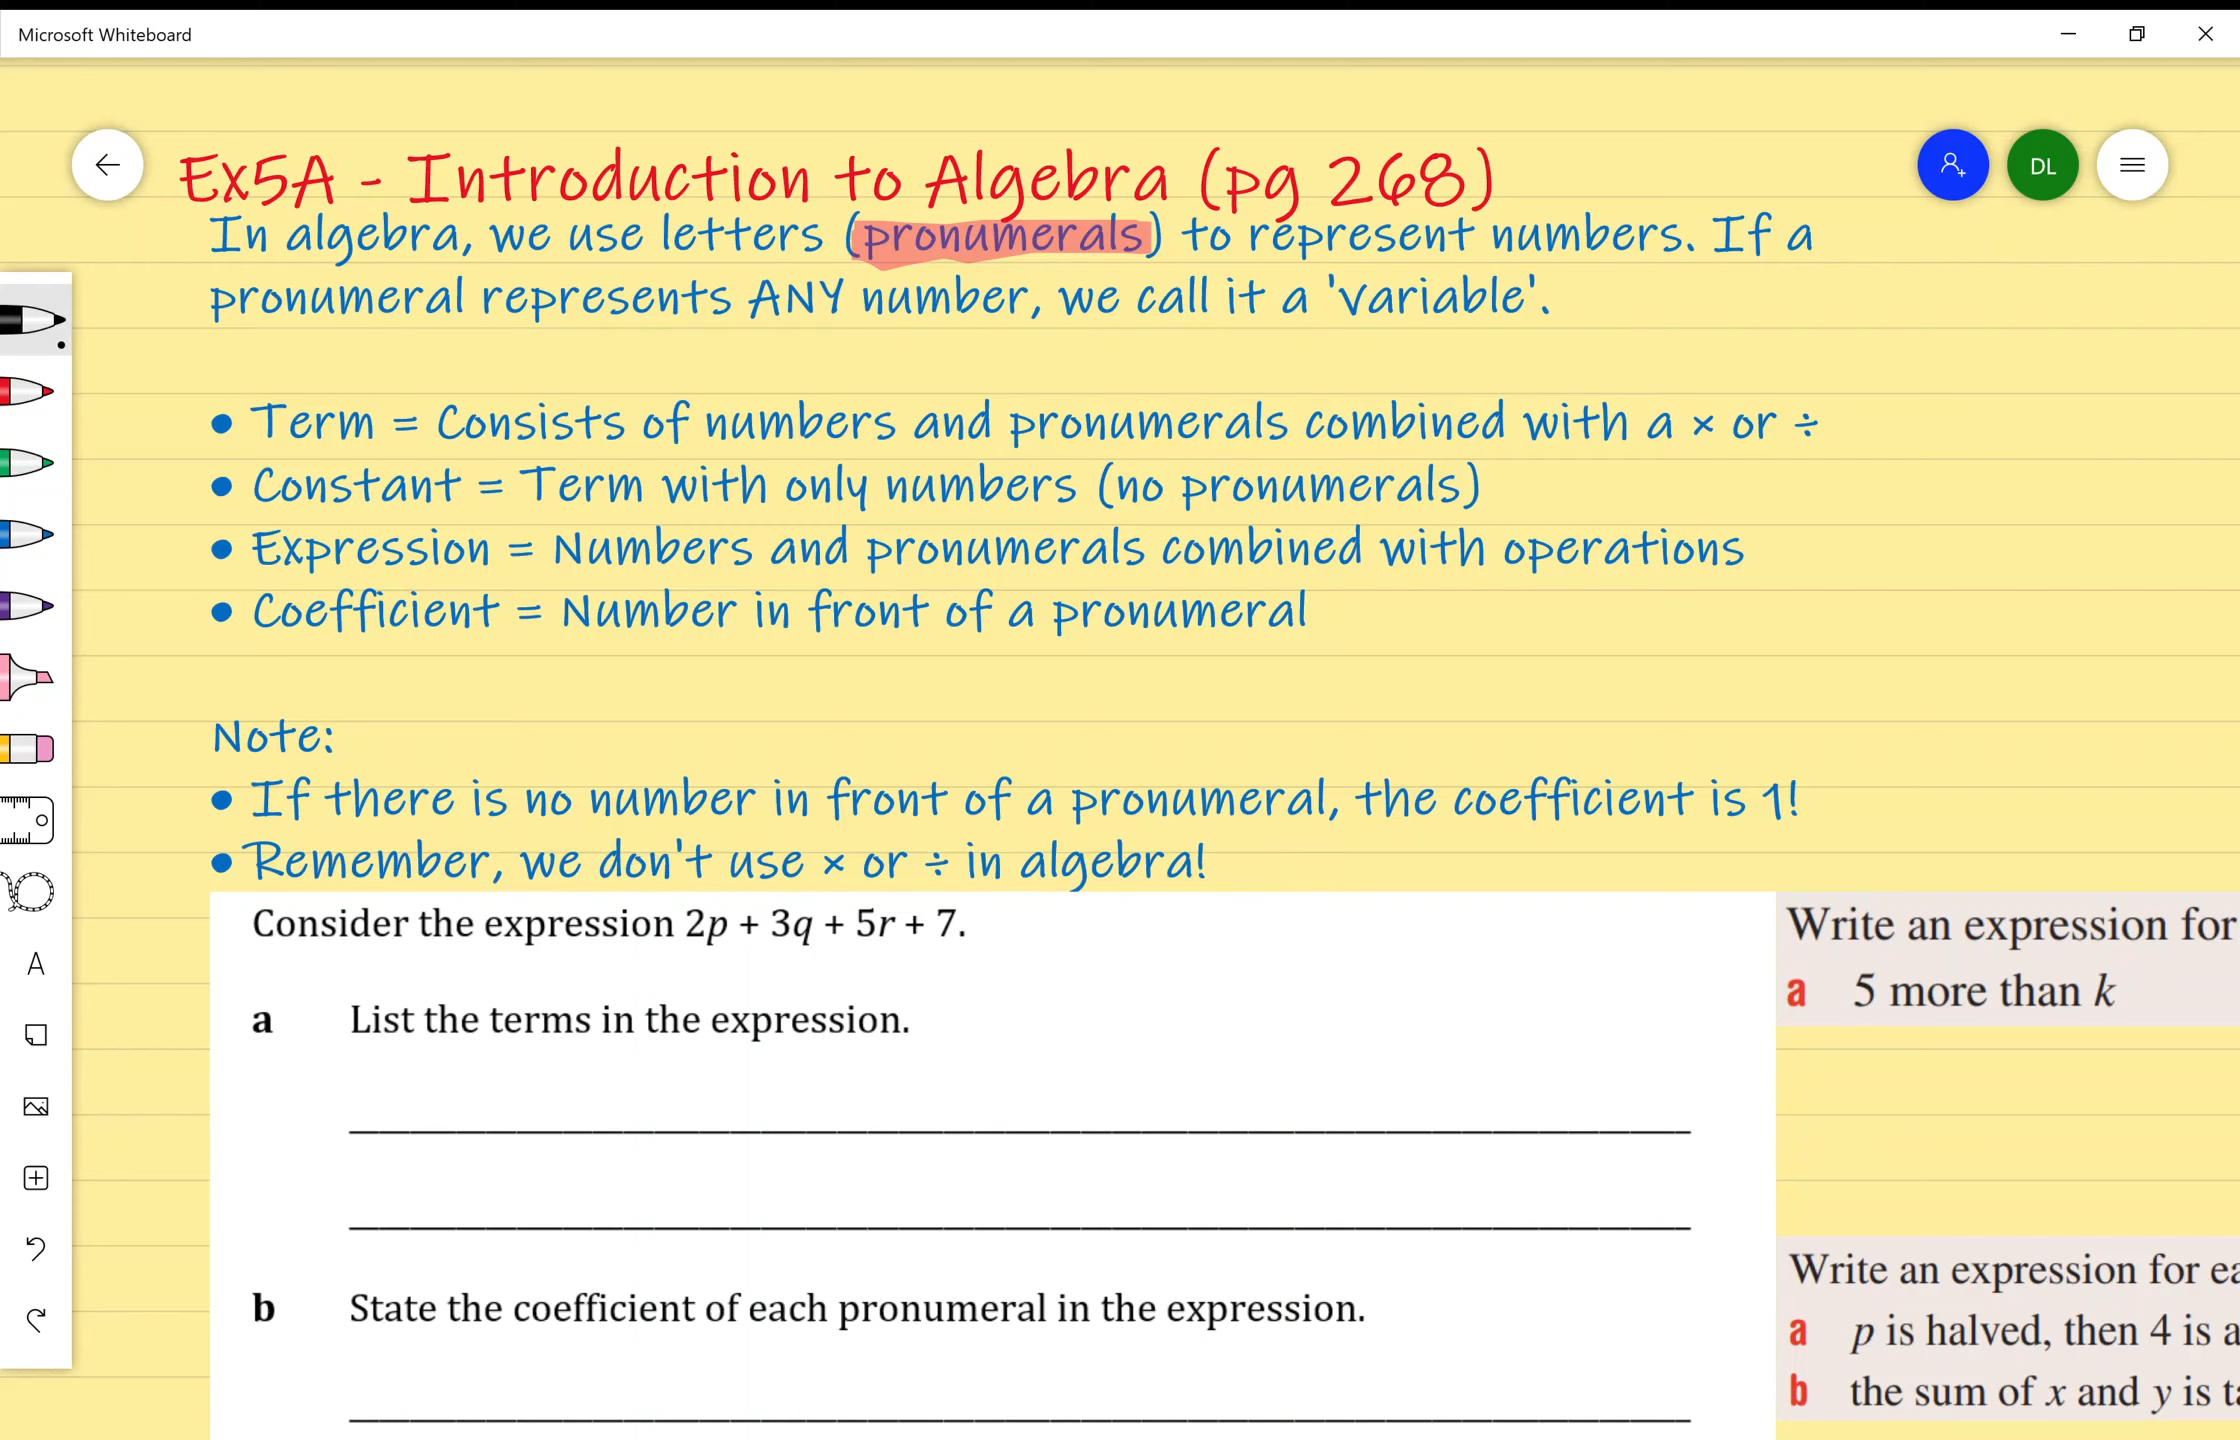 Microsoft Whiteboard
Ex5A - Introduction to Algebra (pg 268)
DL
In algebra, we use letters (pronumerals) to represent numbers. If a
pronumeral represents ANY number, we call it a 'variable'.
• Term = Consists of numbers and pronumerals combined with a × or ÷
• Constant = Term with only numbers (no pronumerals)
• Expression = Numbers and pronumerals combined with operations
• Coefficient = Number in front of a pronumeral
Note:
• If there is no number in front of a pronumeral, the coefficient is 1!
• Remember, we don't use × or ÷ in algebra!
Consider the expression 2p + 3q + 5r + 7.
a List the terms in the expression.
b State the coefficient of each pronumeral in the expression.
Write an expression for
a 5 more than k
Write an expression for
a p is halved, then 4 is
b the sum of x and y is
A